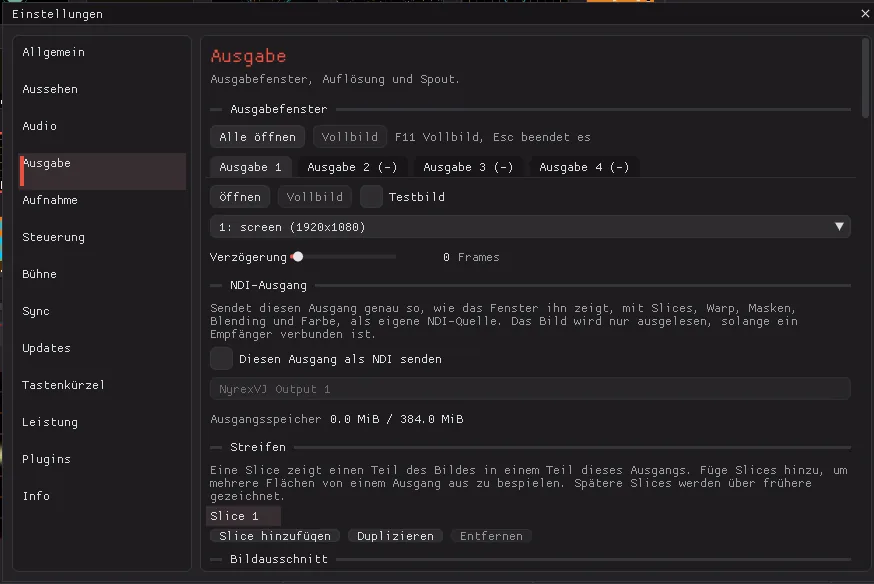 Einstellungen
Allgemein
Aussehen
Audio
Ausgabe
Aufnahme
Steuerung
Bühne
Sync
Updates
Tastenkürzel
Leistung
Plugins
Info
Ausgabe
Ausgabefenster, Auflösung und Spout.
Ausgabefenster
Alle öffnen Vollbild F11 Vollbild, Esc beendet es
Ausgabe 1 Ausgabe 2 (-) Ausgabe 3 (-) Ausgabe 4 (-)
Öffnen Vollbild Testbild
1: screen (1920x1080)
Verzögerung 0 Frames
NDI-Ausgang
Sendet diesen Ausgang genau so, wie das Fenster ihn zeigt, mit Slices, Warp, Masken,
Blending und Farbe, als eigene NDI-Quelle. Das Bild wird nur ausgelesen, solange ein
Empfänger verbunden ist.
Diesen Ausgang als NDI senden
NyrexVJ Output 1
Ausgangsspeicher 0.0 MiB / 384.0 MiB
Streifen
Eine Slice zeigt einen Teil des Bildes in einem Teil dieses Ausgangs. Füge Slices hinzu, um
mehrere Flächen von einem Ausgang aus zu bespielen. Spätere Slices werden über frühere
gezeichnet.
Slice 1
Slice hinzufügen Duplizieren Entfernen
Bildausschnitt